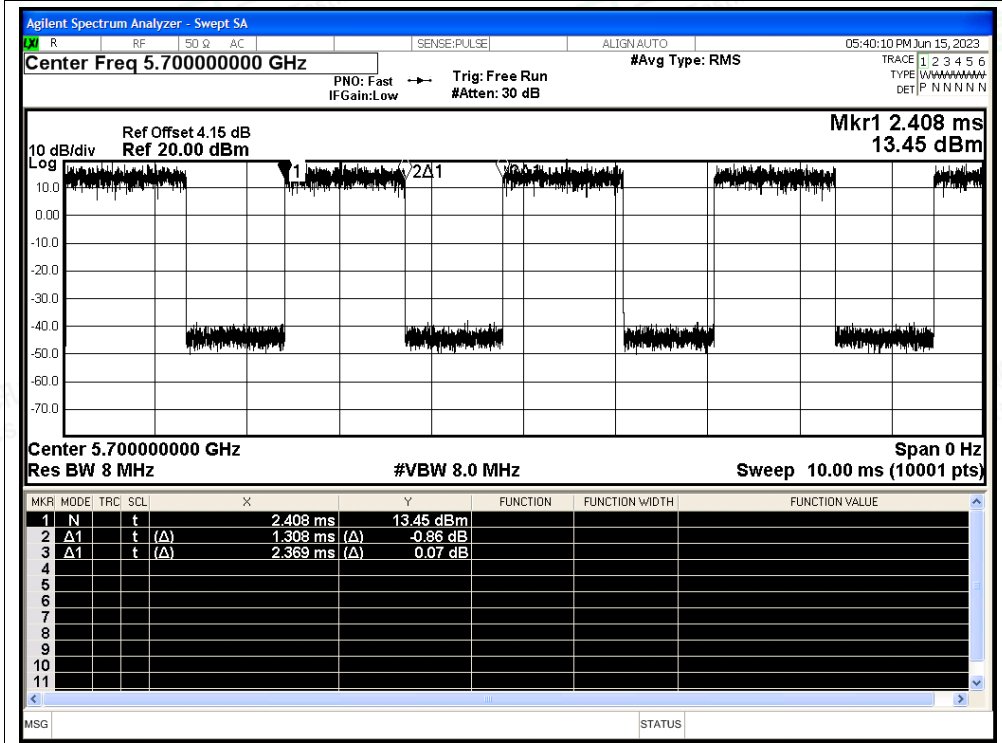 Agilent Spectrum Analyzer - Swept SA
LXI R RF 50 Ω AC SENSE:PULSE ALIGN AUTO 05:40:10 PM Jun 15, 2023
Center Freq 5.700000000 GHz
PNO: Fast
IFGain:Low
Trig: Free Run
#Atten: 30 dB
#Avg Type: RMS
TRACE 1 2 3 4 5 6
TYPE
DET P N N N N N
Mkr1 2.408 ms
13.45 dBm
Ref Offset 4.15 dB
10 dB/div Ref 20.00 dBm
Log
1 2Δ1
10.0
0.00
-10.0
-20.0
-30.0
-40.0
-50.0
-60.0
-70.0
Center 5.700000000 GHz Span 0 Hz
Res BW 8 MHz #VBW 8.0 MHz Sweep 10.00 ms (10001 pts)
MKR MODE TRC SCL X Y FUNCTION FUNCTION WIDTH FUNCTION VALUE
1 N t 2.408 ms 13.45 dBm
2 Δ1 t (Δ) 1.308 ms (Δ) -0.86 dB
3 Δ1 t (Δ) 2.369 ms (Δ) 0.07 dB
4
5
6
7
8
9
10
11
MSG STATUS